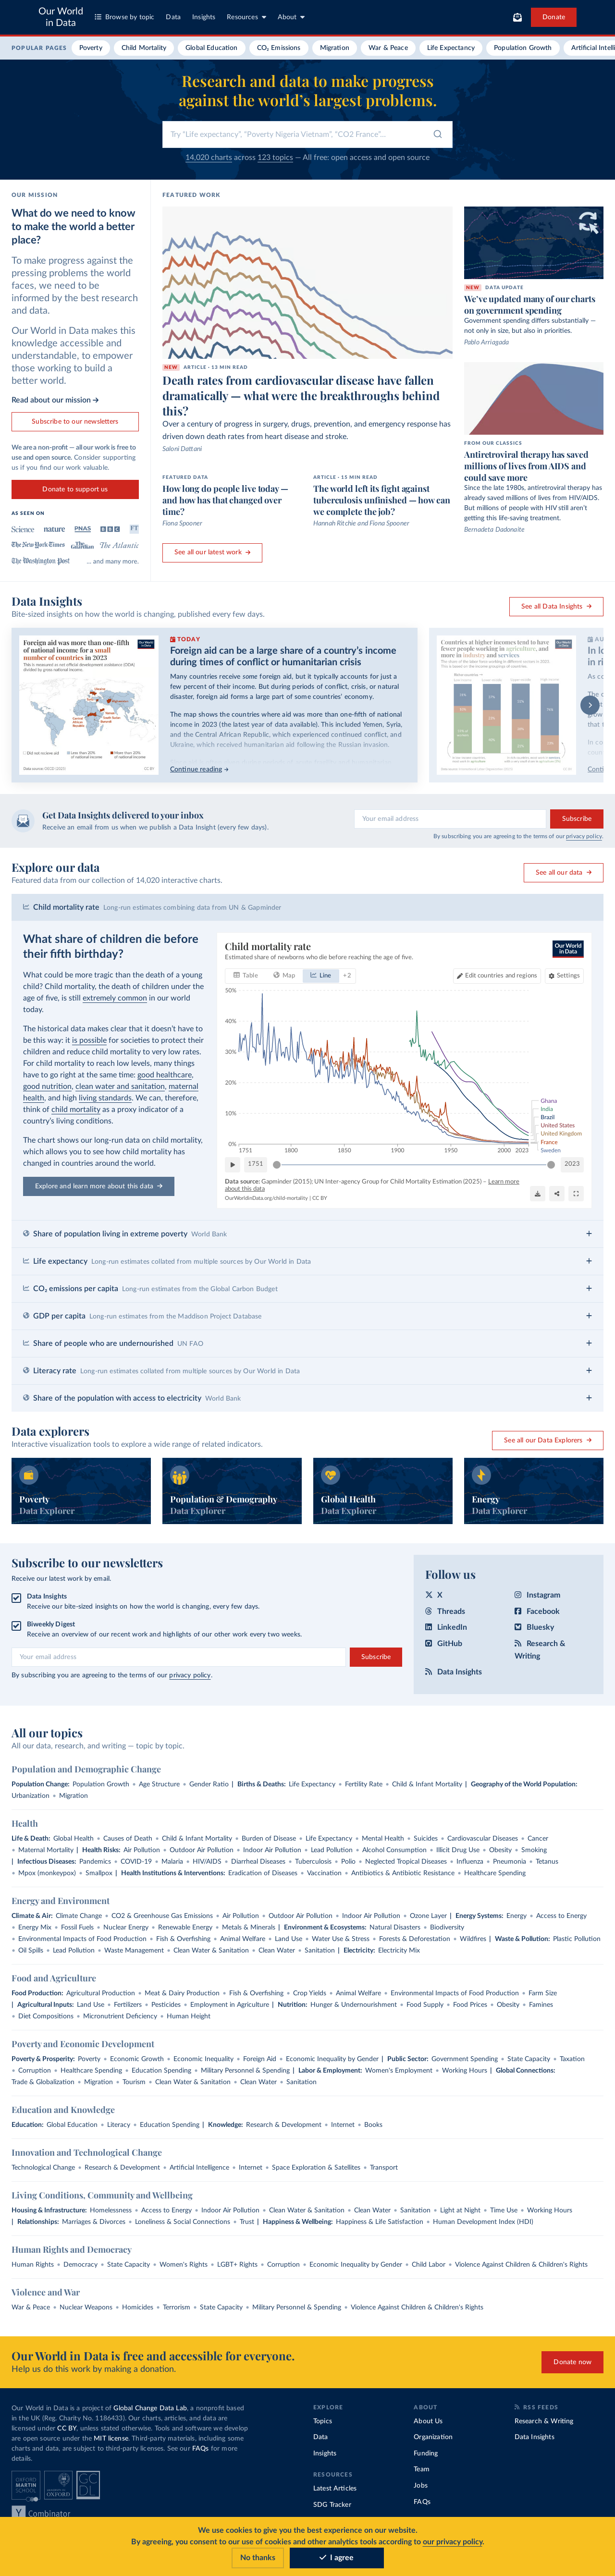 Our World
in Data
Browse by topic
Data
Insights
Resources
About
Donate
POPULAR PAGES
Poverty
Child Mortality
Global Education
CO₂ Emissions
Migration
War & Peace
Life Expectancy
Population Growth
Artificial Intelli
Research and data to make progress
against the world's largest problems.
Try "Life expectancy", "Poverty Nigeria Vietnam", "CO2 France"...
14,020 charts across 123 topics — All free: open access and open source
OUR MISSION
What do we need to know
to make the world a better
place?
To make progress against the
pressing problems the world
faces, we need to be
informed by the best research
and data.
Our World in Data makes this
knowledge accessible and
understandable, to empower
those working to build a
better world.
Read about our mission →
Subscribe to our newsletters
We are a non-profit — all our work is free to
use and open source. Consider supporting
us if you find our work valuable.
Donate to support us
AS SEEN ON
Science
nature
PNAS
BBC
FT
The New York Times
The Guardian
The Atlantic
The Washington Post
... and many more.
FEATURED WORK
NEW ARTICLE • 13 MIN READ
Death rates from cardiovascular disease have fallen
dramatically — what were the breakthroughs behind
this?
Over a century of progress in surgery, drugs, prevention, and emergency response has
driven down death rates from heart disease and stroke.
Saloni Dattani
FEATURED DATA
How long do people live today —
and how has that changed over
time?
Fiona Spooner
ARTICLE • 15 MIN READ
The world left its fight against
tuberculosis unfinished — how can
we complete the job?
Hannah Ritchie and Fiona Spooner
See all our latest work →
NEW DATA UPDATE
We've updated many of our charts
on government spending
Government spending differs substantially —
not only in size, but also in priorities.
Pablo Arriagada
FROM OUR CLASSICS
Antiretroviral therapy has saved
millions of lives from AIDS and
could save more
Since the late 1980s, antiretroviral therapy has
already saved millions of lives from HIV/AIDS.
But millions of people with HIV still aren't
getting this life-saving treatment.
Bernadeta Dadonaite
Data Insights
Bite-sized insights on how the world is changing, published every few days.
See all Data Insights →
Foreign aid was more than one-fifth
of national income for a small
number of countries in 2023
TODAY
Foreign aid can be a large share of a country's income
during times of conflict or humanitarian crisis
Many countries receive some foreign aid, but it typically accounts for just a
few percent of their income. But during periods of conflict, crisis, or natural
disaster, foreign aid forms a large part of some countries' economy.
The map shows the countries where aid was more than one-fifth of national
income in 2023 (the latest year of data available). This included Yemen, Syria,
and the Central African Republic, which experienced continued conflict, and
Ukraine, which received humanitarian aid following the Russian invasion.
Continue reading →
Countries at higher incomes tend to have
fewer people working in agriculture, and
more in industry and services
Get Data Insights delivered to your inbox
Receive an email from us when we publish a Data Insight (every few days).
Your email address
Subscribe
By subscribing you are agreeing to the terms of our privacy policy.
Explore our data
Featured data from our collection of 14,020 interactive charts.
See all our data →
Child mortality rate Long-run estimates combining data from UN & Gapminder
What share of children die before
their fifth birthday?
What could be more tragic than the death of a young
child? Child mortality, the death of children under the
age of five, is still extremely common in our world
today.
The historical data makes clear that it doesn't have to
be this way: it is possible for societies to protect their
children and reduce child mortality to very low rates.
For child mortality to reach low levels, many things
have to go right at the same time: good healthcare,
good nutrition, clean water and sanitation, maternal
health, and high living standards. We can, therefore,
think of child mortality as a proxy indicator of a
country's living conditions.
The chart shows our long-run data on child mortality,
which allows you to see how child mortality has
changed in countries around the world.
Explore and learn more about this data →
Child mortality rate
Estimated share of newborns who die before reaching the age of five.
Our World
in Data
Table
Map
Line
+2
Edit countries and regions
Settings
50%
40%
30%
20%
10%
0%
1751
1800
1850
1900
1950
2000
2023
Ghana
India
Brazil
United States
United Kingdom
France
Sweden
1751
2023
Data source: Gapminder (2015); UN Inter-agency Group for Child Mortality Estimation (2025) – Learn more
about this data
OurWorldinData.org/child-mortality | CC BY
Share of population living in extreme poverty World Bank
Life expectancy Long-run estimates collated from multiple sources by Our World in Data
CO₂ emissions per capita Long-run estimates from the Global Carbon Budget
GDP per capita Long-run estimates from the Maddison Project Database
Share of people who are undernourished UN FAO
Literacy rate Long-run estimates collated from multiple sources by Our World in Data
Share of the population with access to electricity World Bank
Data explorers
Interactive visualization tools to explore a wide range of related indicators.
See all our Data Explorers →
Poverty
Data Explorer
Population & Demography
Data Explorer
Global Health
Data Explorer
Energy
Data Explorer
Subscribe to our newsletters
Receive our latest work by email.
Data Insights
Receive our bite-sized insights on how the world is changing, every few days.
Biweekly Digest
Receive an overview of our recent work and highlights of our other work every two weeks.
Your email address
Subscribe
By subscribing you are agreeing to the terms of our privacy policy.
Follow us
X
Instagram
Threads
Facebook
LinkedIn
Bluesky
GitHub
Research &
Writing
Data Insights
All our topics
All our data, research, and writing — topic by topic.
Population and Demographic Change
Population Change: Population Growth • Age Structure • Gender Ratio | Births & Deaths: Life Expectancy • Fertility Rate • Child & Infant Mortality | Geography of the World Population:
Urbanization • Migration
Health
Life & Death: Global Health • Causes of Death • Child & Infant Mortality • Burden of Disease • Life Expectancy • Mental Health • Suicides • Cardiovascular Diseases • Cancer
• Maternal Mortality | Health Risks: Air Pollution • Outdoor Air Pollution • Indoor Air Pollution • Lead Pollution • Alcohol Consumption • Illicit Drug Use • Obesity • Smoking
| Infectious Diseases: Pandemics • COVID-19 • Malaria • HIV/AIDS • Diarrheal Diseases • Tuberculosis • Polio • Neglected Tropical Diseases • Influenza • Pneumonia • Tetanus
• Mpox (monkeypox) • Smallpox | Health Institutions & Interventions: Eradication of Diseases • Vaccination • Antibiotics & Antibiotic Resistance • Healthcare Spending
Energy and Environment
Climate & Air: Climate Change • CO2 & Greenhouse Gas Emissions • Air Pollution • Outdoor Air Pollution • Indoor Air Pollution • Ozone Layer | Energy Systems: Energy • Access to Energy
• Energy Mix • Fossil Fuels • Nuclear Energy • Renewable Energy • Metals & Minerals | Environment & Ecosystems: Natural Disasters • Biodiversity
• Environmental Impacts of Food Production • Fish & Overfishing • Animal Welfare • Land Use • Water Use & Stress • Forests & Deforestation • Wildfires | Waste & Pollution: Plastic Pollution
• Oil Spills • Lead Pollution • Waste Management • Clean Water & Sanitation • Clean Water • Sanitation | Electricity: Electricity Mix
Food and Agriculture
Food Production: Agricultural Production • Meat & Dairy Production • Fish & Overfishing • Crop Yields • Animal Welfare • Environmental Impacts of Food Production • Farm Size
| Agricultural Inputs: Land Use • Fertilizers • Pesticides • Employment in Agriculture | Nutrition: Hunger & Undernourishment • Food Supply • Food Prices • Obesity • Famines
• Diet Compositions • Micronutrient Deficiency • Human Height
Poverty and Economic Development
Poverty & Prosperity: Poverty • Economic Growth • Economic Inequality • Foreign Aid • Economic Inequality by Gender | Public Sector: Government Spending • State Capacity • Taxation
• Corruption • Healthcare Spending • Education Spending • Military Personnel & Spending | Labor & Employment: Women's Employment • Working Hours | Global Connections:
Trade & Globalization • Migration • Tourism • Clean Water & Sanitation • Clean Water • Sanitation
Education and Knowledge
Education: Global Education • Literacy • Education Spending | Knowledge: Research & Development • Internet • Books
Innovation and Technological Change
Technological Change • Research & Development • Artificial Intelligence • Internet • Space Exploration & Satellites • Transport
Living Conditions, Community and Wellbeing
Housing & Infrastructure: Homelessness • Access to Energy • Indoor Air Pollution • Clean Water & Sanitation • Clean Water • Sanitation • Light at Night • Time Use • Working Hours
| Relationships: Marriages & Divorces • Loneliness & Social Connections • Trust | Happiness & Wellbeing: Happiness & Life Satisfaction • Human Development Index (HDI)
Human Rights and Democracy
Human Rights • Democracy • State Capacity • Women's Rights • LGBT+ Rights • Corruption • Economic Inequality by Gender • Child Labor • Violence Against Children & Children's Rights
Violence and War
War & Peace • Nuclear Weapons • Homicides • Terrorism • State Capacity • Military Personnel & Spending • Violence Against Children & Children's Rights
Our World in Data is free and accessible for everyone.
Help us do this work by making a donation.
Donate now
Our World in Data is a project of Global Change Data Lab, a nonprofit based
in the UK (Reg. Charity No. 1186433). Our charts, articles, and data are
licensed under CC BY, unless stated otherwise. Tools and software we develop
are open source under the MIT license. Third-party materials, including some
charts and data, are subject to third-party licenses. See our FAQs for more
details.
OXFORD
MARTIN
SCHOOL
UNIVERSITY OF
OXFORD
GC
DL
Y Combinator
EXPLORE
Topics
Data
Insights
RESOURCES
Latest Articles
SDG Tracker
ABOUT
About Us
Organization
Funding
Team
Jobs
FAQs
RSS FEEDS
Research & Writing
Data Insights
We use cookies to give you the best experience on our website.
By agreeing, you consent to our use of cookies and other analytics tools according to our privacy policy.
No thanks
I agree